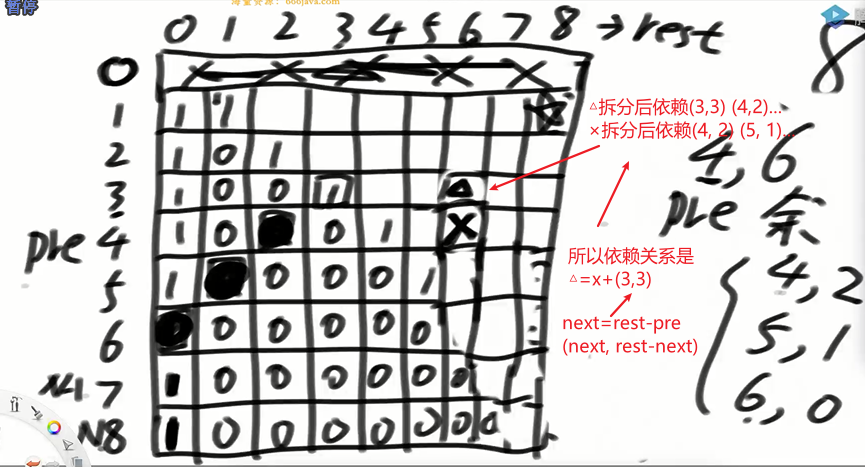 暂停
海量资源：666java.com
0 1 2 3 4 5 6 7 8 → rest
8
0 X X X X X
1 1 1 X
2 1 0 1
3 1 0 0 1 △
pre 4 1 0 0 1 X
5 1 0 0 0 1
6 0 0 0 0 0
N-1 7 1 0 0 0 0 0 0
N 8 1 0 0 0 0 0 0 0
△拆分后依赖(3,3) (4,2)...
×拆分后依赖(4, 2) (5, 1)...
4,6
pre 余
4,2
5,1
6,0
所以依赖关系是
△=x+(3,3)
next=rest-pre
(next, rest-next)